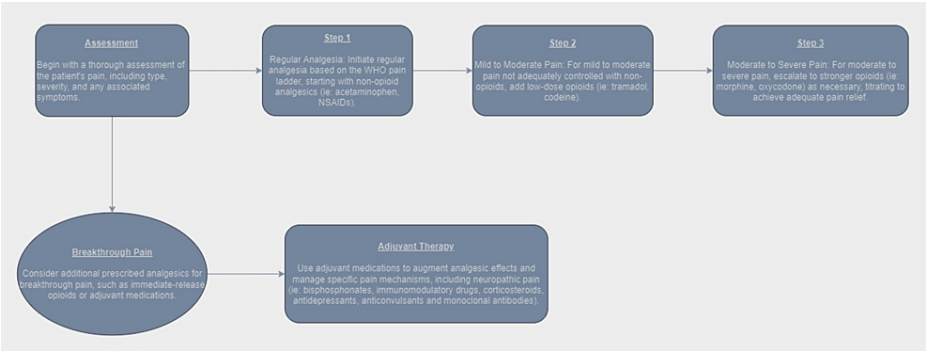 Assessment
Begin with a thorough assessment of
the patient's pain, including type,
severity, and any associated
symptoms.
Step 1
Regular Analgesia: Initiate regular
analgesia based on the WHO pain
ladder, starting with non-opioid
analgesics (ie: acetaminophen,
NSAIDs).
Step 2
Mild to Moderate Pain: For mild to moderate
pain not adequately controlled with non-
opioids, add low-dose opioids (ie: tramadol,
codeine).
Step 3
Moderate to Severe Pain: For moderate to
severe pain, escalate to stronger opioids (ie:
morphine, oxycodone) as necessary, titrating to
achieve adequate pain relief.
Breakthrough Pain
Consider additional prescribed analgesics for
breakthrough pain, such as immediate-release
opioids or adjuvant medications.
Adjuvant Therapy
Use adjuvant medications to augment analgesic effects and
manage specific pain mechanisms, including neuropathic pain
(ie: bisphosphonates, immunomodulatory drugs, corticosteroids,
antidepressants, anticonvulsants and monoclonal antibodies).